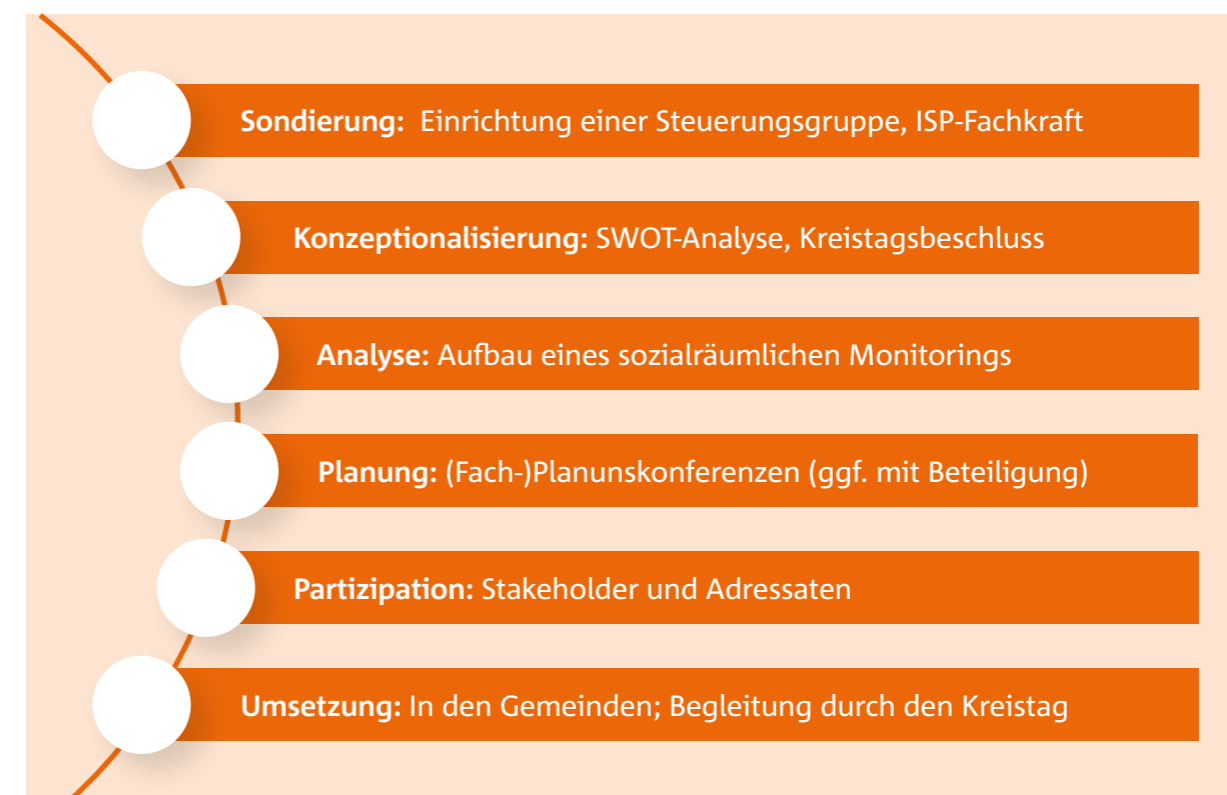 Sondierung: Einrichtung einer Steuerungsgruppe, ISP-Fachkraft
Konzeptionalisierung: SWOT-Analyse, Kreistagsbeschluss
Analyse: Aufbau eines sozialräumlichen Monitorings
Planung: (Fach-)Planunskonferenzen (ggf. mit Beteiligung)
Partizipation: Stakeholder und Adressaten
Umsetzung: In den Gemeinden; Begleitung durch den Kreistag